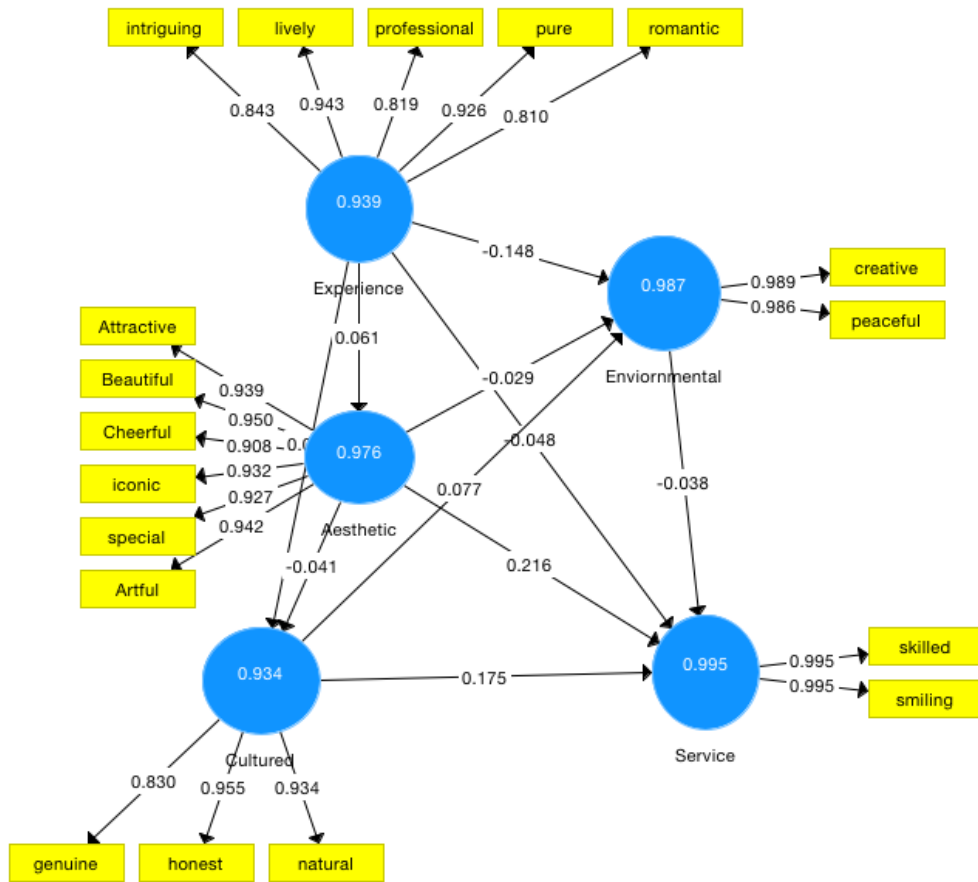 intriguing lively professional pure romantic
0.843 0.943 0.819 0.926 0.810
0.939
-0.148
Experience
0.987
0.989 creative
0.986 peaceful
Enviornmental
Attractive
0.061
Beautiful
0.939
-0.029
Cheerful
0.950
0.908
iconic
0.932
0.976
-0.048
special
0.927
0.077
-0.038
Artful
0.942
Aesthetic
-0.041
0.216
0.934
0.175
0.995
0.995 skilled
0.995 smiling
Cultured
Service
0.830 0.955 0.934
genuine honest natural